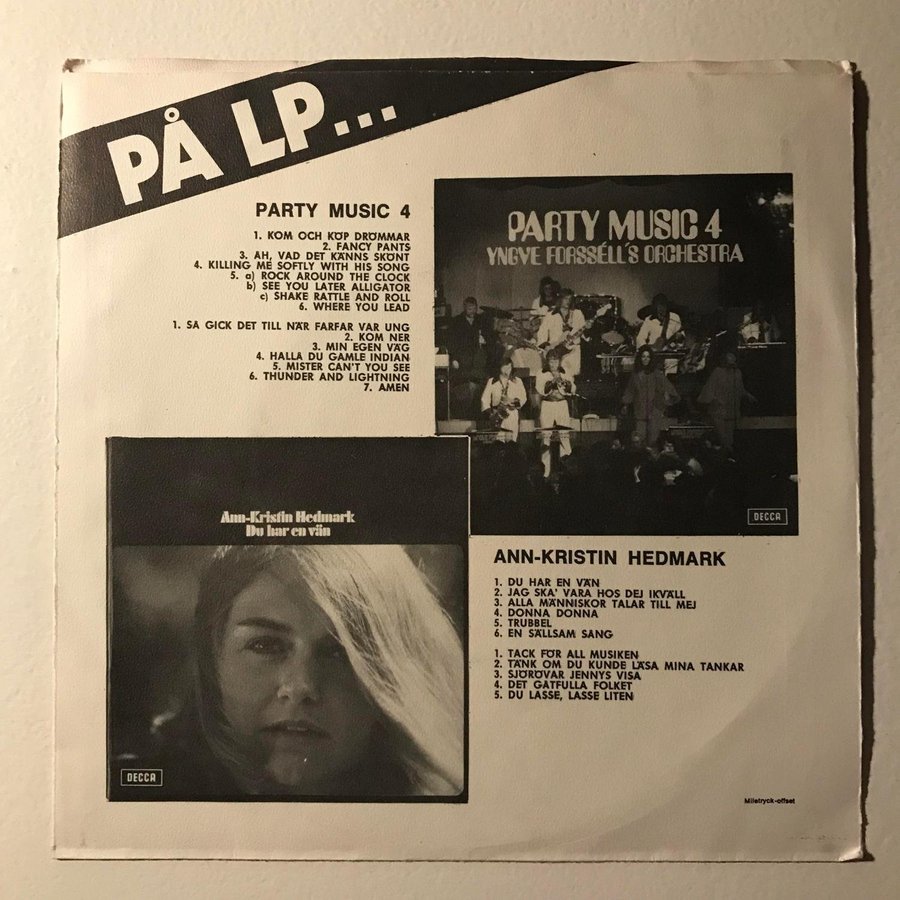 PÅ LP...
PARTY MUSIC 4
1. KOM OCH KÖP DRÖMMAR
2. FANCY PANTS
3. AH, VAD DET KÄNNS SKÖNT
4. KILLING ME SOFTLY WITH HIS SONG
5. a) ROCK AROUND THE CLOCK
b) SEE YOU LATER ALLIGATOR
c) SHAKE RATTLE AND ROLL
6. WHERE YOU LEAD
1. SA GICK DET TILL NÄR FARFAR VAR UNG
2. KOM NER
3. MIN EGEN VÄG
4. HALLA DU GAMLE INDIAN
5. MISTER CAN'T YOU SEE
6. THUNDER AND LIGHTNING
7. AMEN
PARTY MUSIC 4
YNGVE FORSSÉLL'S ORCHESTRA
DECCA
Ann-Kristin Hedmark
Du har en vän
DECCA
ANN-KRISTIN HEDMARK
1. DU HAR EN VÄN
2. JAG SKA' VARA HOS DEJ IKVÄLL
3. ALLA MÄNNISKOR TALAR TILL MEJ
4. DONNA DONNA
5. TRUBBEL
6. EN SÄLLSAM SANG
1. TACK FÖR ALL MUSIKEN
2. TÄNK OM DU KUNDE LÄSA MINA TANKAR
3. SJÖRÖVAR JENNYS VISA
4. DET GATFULLA FOLKET
5. DU LASSE, LASSE LITEN
Miletryck-offset